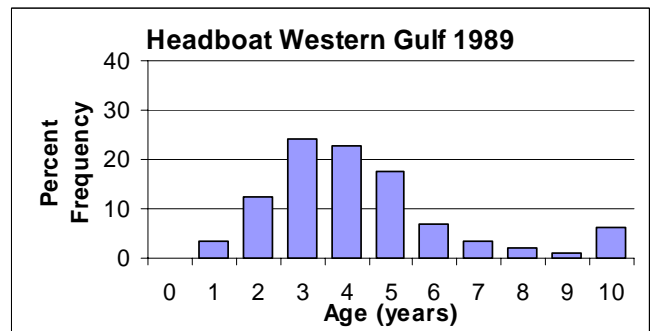 Headboat Western Gulf 1989
Percent
Frequency
40
30
20
10
0
0 1 2 3 4 5 6 7 8 9 10
Age (years)